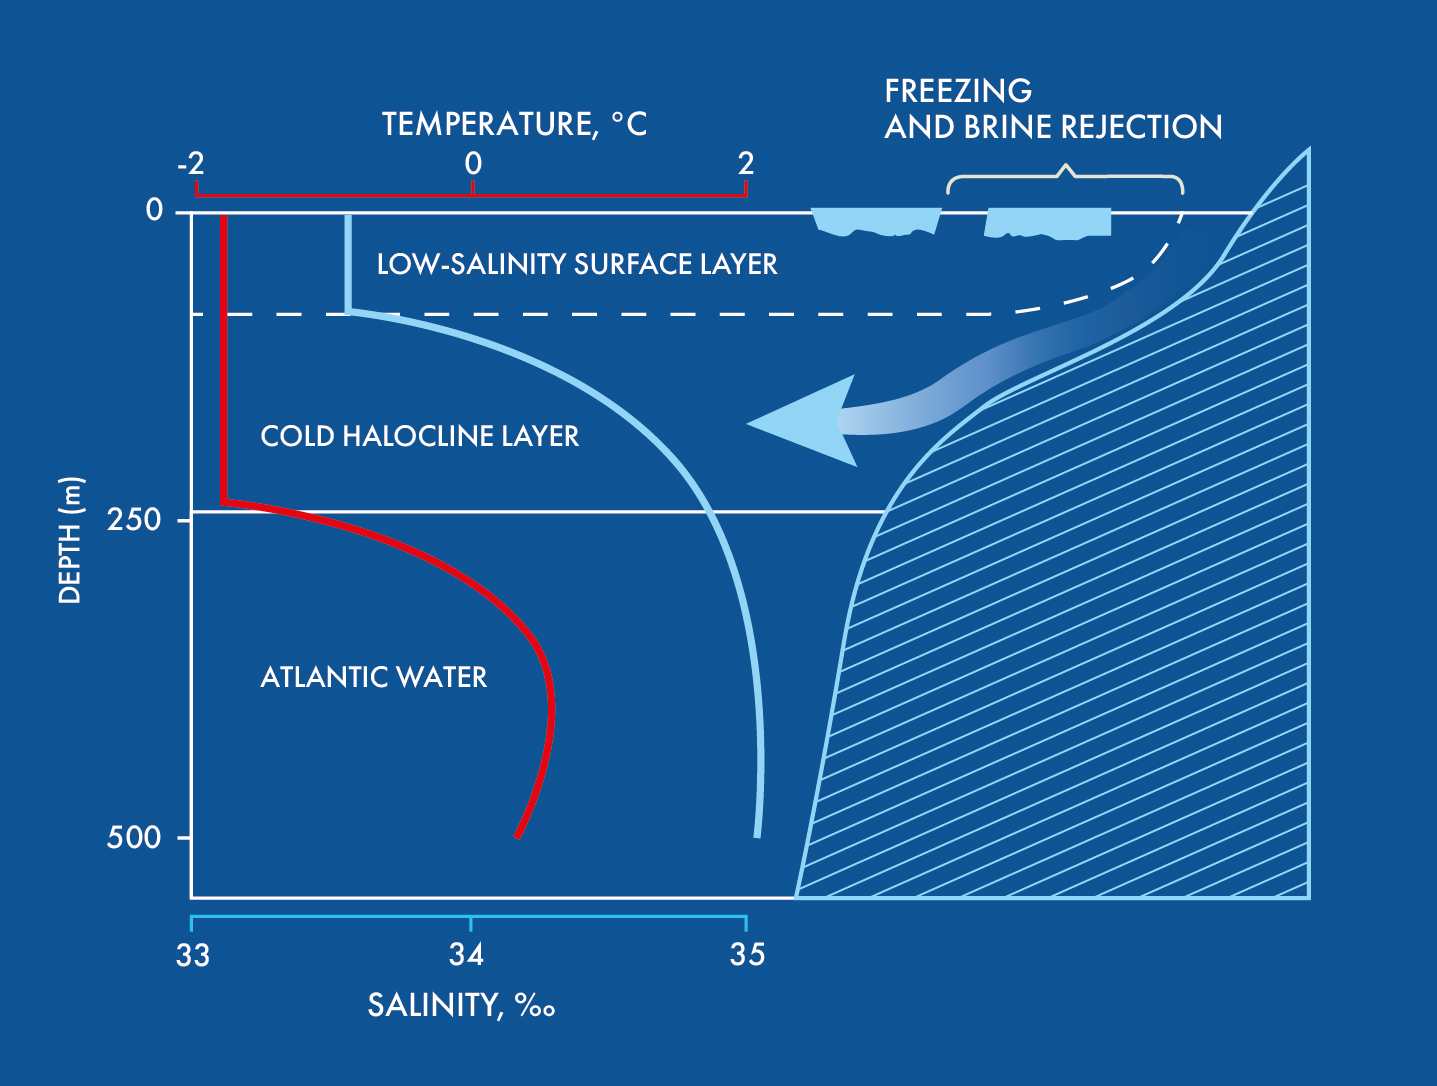 FREEZING
AND BRINE REJECTION
TEMPERATURE, °C
-2 0 2
0
LOW-SALINITY SURFACE LAYER
COLD HALOCLINE LAYER
250
DEPTH (m)
ATLANTIC WATER
500
33 34 35
SALINITY, ‰